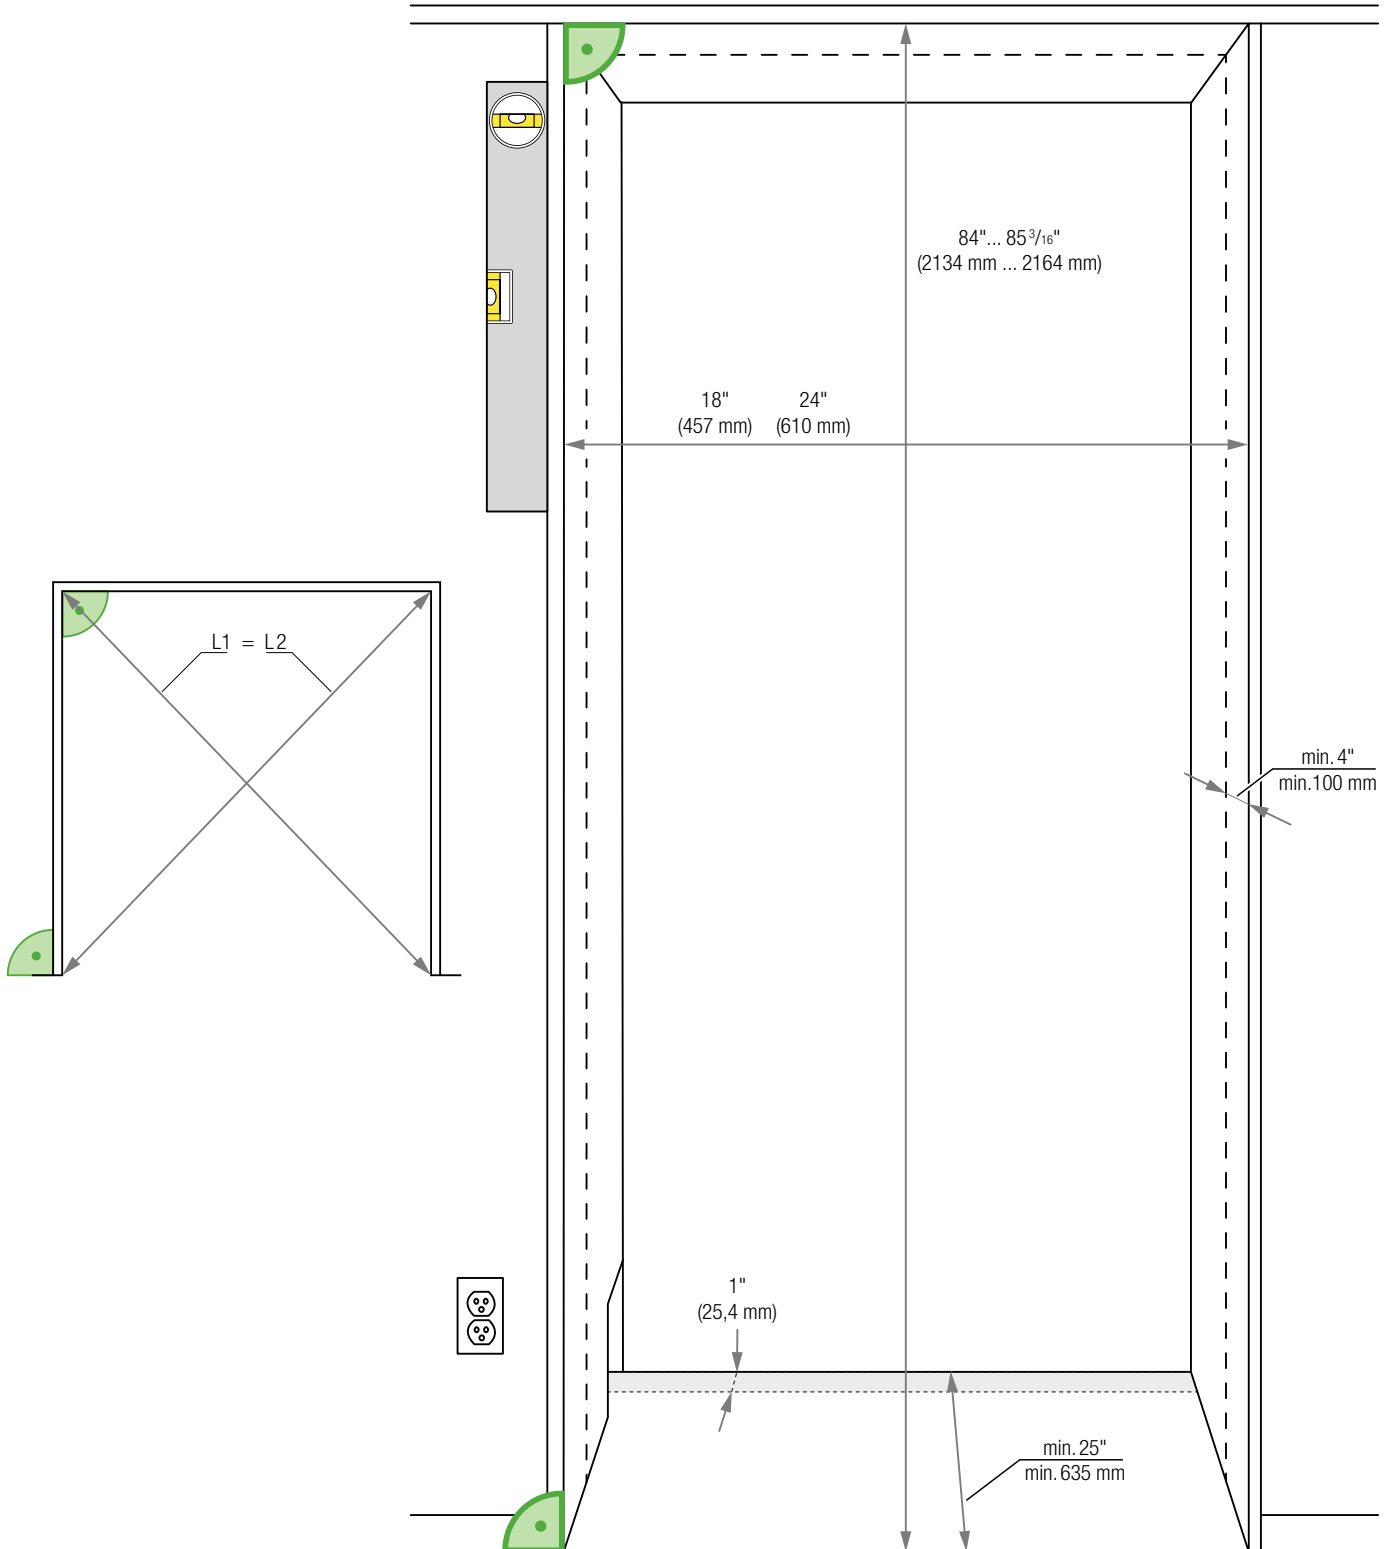 84"... 85 3/16"
(2134 mm ... 2164 mm)
18" 24"
(457 mm) (610 mm)
L1 = L2
min. 4"
min.100 mm
1"
(25,4 mm)
min. 25"
min. 635 mm